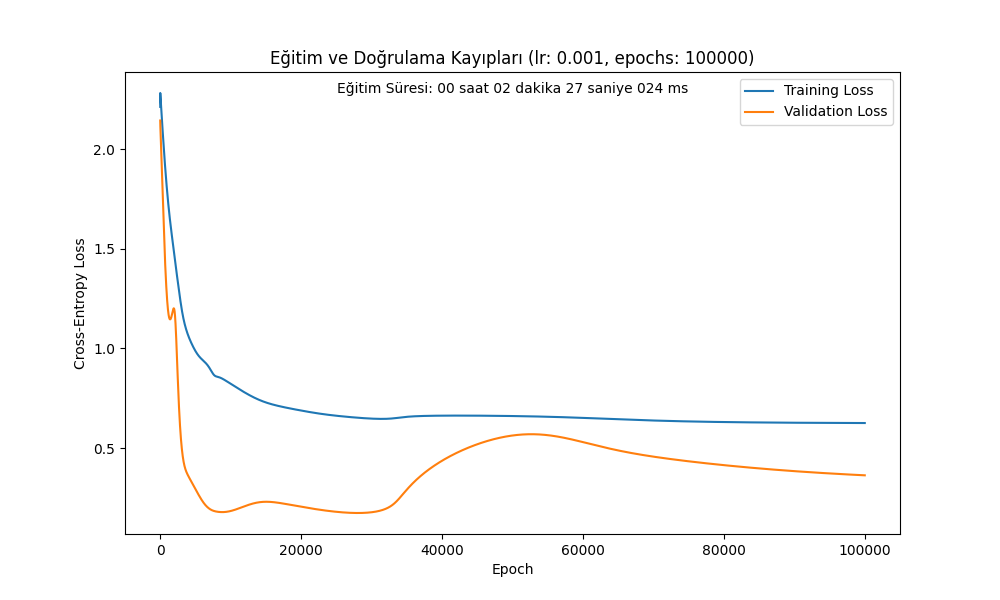 Eğitim ve Doğrulama Kayıpları (lr: 0.001, epochs: 100000)
Eğitim Süresi: 00 saat 02 dakika 27 saniye 024 ms
Training Loss
Validation Loss
Cross-Entropy Loss
2.0
1.5
1.0
0.5
0 20000 40000 60000 80000 100000
Epoch